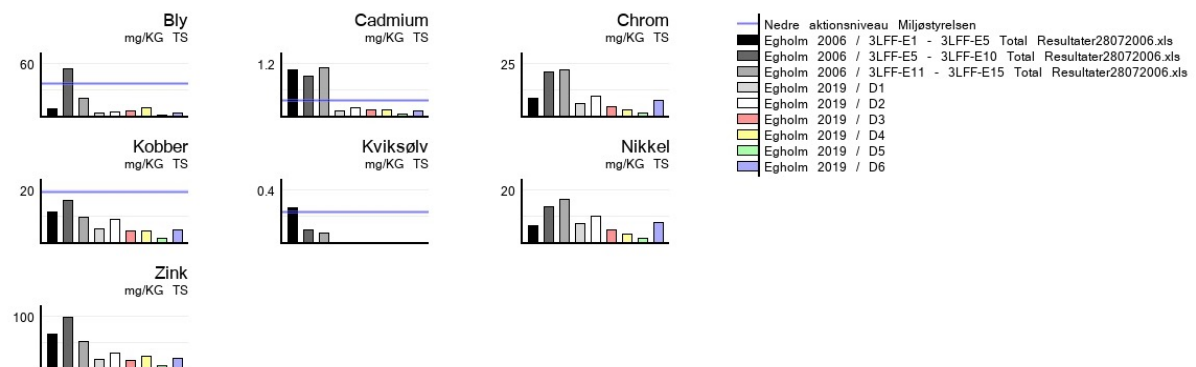 Bly
mg/KG TS
60
Cadmium
mg/KG TS
1.2
Chrom
mg/KG TS
25
Nedre aktionsniveau Miljøstyrelsen
Egholm 2006 / 3LFF-E1 - 3LFF-E5 Total Resultater28072006.xls
Egholm 2006 / 3LFF-E5 - 3LFF-E10 Total Resultater28072006.xls
Egholm 2006 / 3LFF-E11 - 3LFF-E15 Total Resultater28072006.xls
Egholm 2019 / D1
Egholm 2019 / D2
Egholm 2019 / D3
Egholm 2019 / D4
Egholm 2019 / D5
Egholm 2019 / D6
Kobber
mg/KG TS
20
Kviksølv
mg/KG TS
0.4
Nikkel
mg/KG TS
20
Zink
mg/KG TS
100